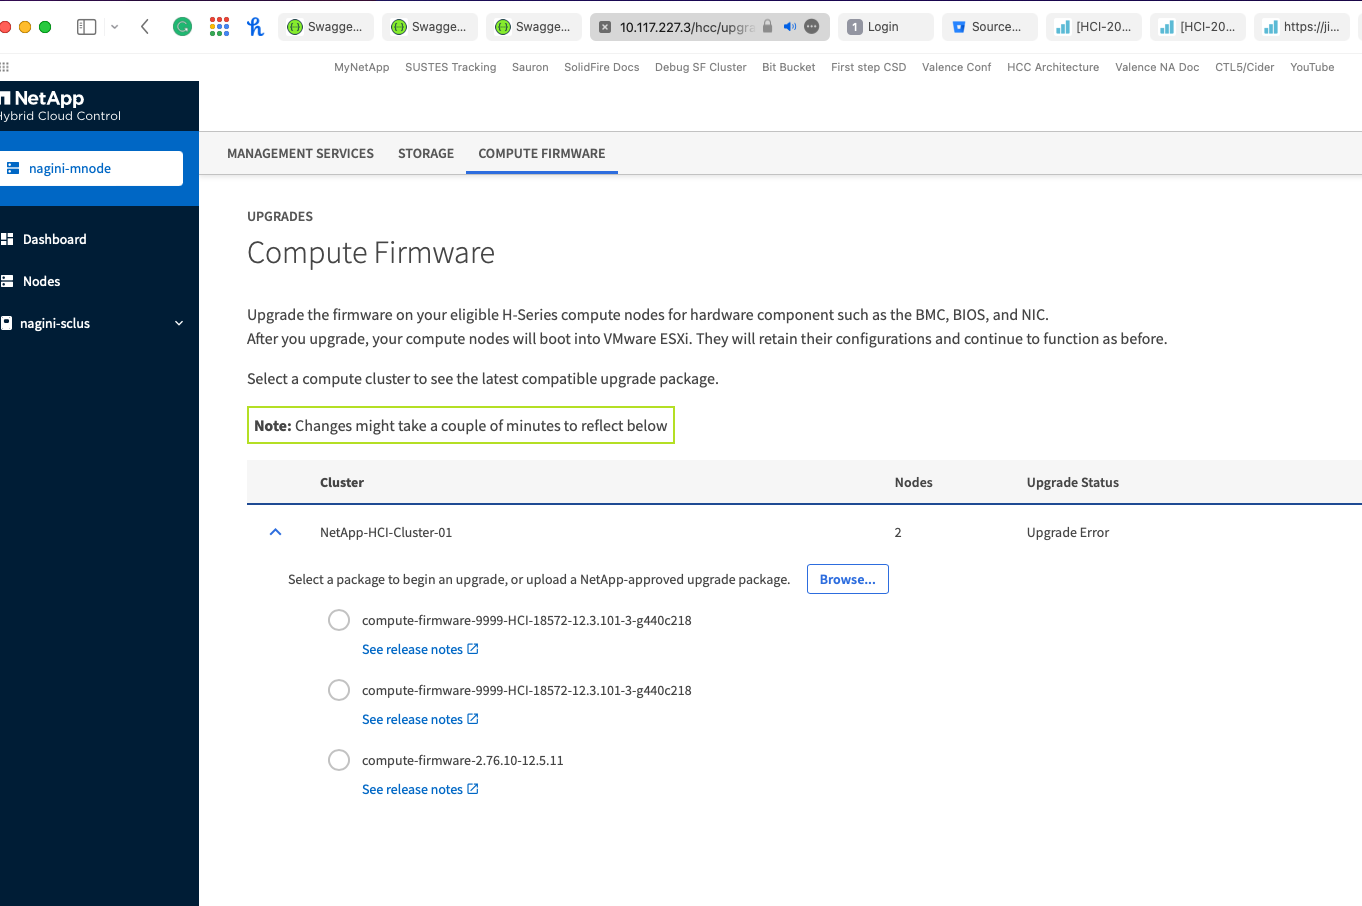 Swagge...
Swagge...
Swagge...
10.117.227.3/hcc/upgra
1 Login
Source...
[HCI-20...
[HCI-20...
https://ji...
MyNetApp
SUSTES Tracking
Sauron
SolidFire Docs
Debug SF Cluster
Bit Bucket
First step CSD
Valence Conf
HCC Architecture
Valence NA Doc
CTL5/Cider
YouTube
NetApp
Hybrid Cloud Control
nagini-mnode
Dashboard
Nodes
nagini-sclus
MANAGEMENT SERVICES
STORAGE
COMPUTE FIRMWARE
UPGRADES
Compute Firmware
Upgrade the firmware on your eligible H-Series compute nodes for hardware component such as the BMC, BIOS, and NIC.
After you upgrade, your compute nodes will boot into VMware ESXi. They will retain their configurations and continue to function as before.
Select a compute cluster to see the latest compatible upgrade package.
Note: Changes might take a couple of minutes to reflect below
Cluster Nodes Upgrade Status
NetApp-HCI-Cluster-01 2 Upgrade Error
Select a package to begin an upgrade, or upload a NetApp-approved upgrade package. Browse...
compute-firmware-9999-HCI-18572-12.3.101-3-g440c218
See release notes
compute-firmware-9999-HCI-18572-12.3.101-3-g440c218
See release notes
compute-firmware-2.76.10-12.5.11
See release notes